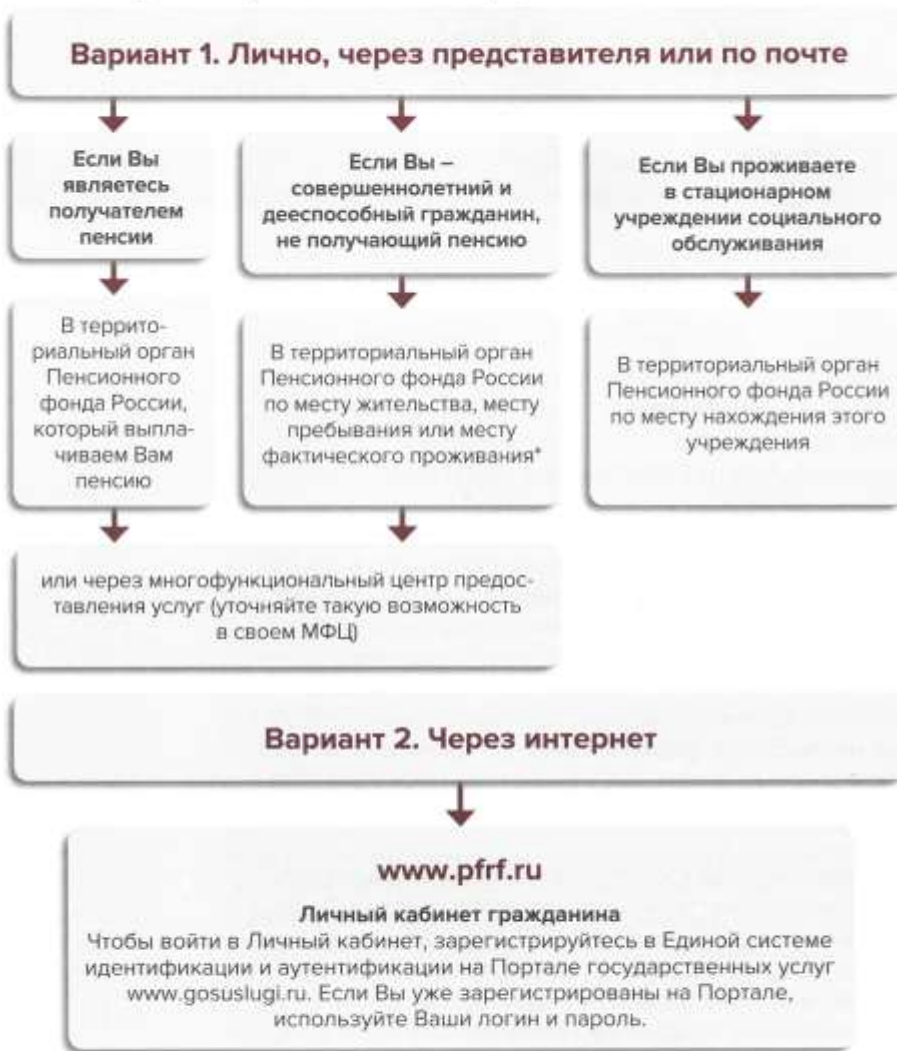 Вариант 1. Лично, через представителя или по почте
Если Вы
являетесь
получателем
пенсии
Если Вы –
совершеннолетний и
дееспособный гражданин,
не получающий пенсию
Если Вы проживаете
в стационарном
учреждении социального
обслуживания
В террито-
риальный орган
Пенсионного
фонда России,
который выпла-
чиваем Вам
пенсию
В территориальный орган
Пенсионного фонда России
по месту жительства, месту
пребывания или месту
фактического проживания*
В территориальный орган
Пенсионного фонда России
по месту нахождения этого
учреждения
или через многофункциональный центр предос-
тавления услуг (уточняйте такую возможность
в своем МФЦ)
Вариант 2. Через интернет
www.pfrf.ru
Личный кабинет гражданина
Чтобы войти в Личный кабинет, зарегистрируйтесь в Единой системе
идентификации и аутентификации на Портале государственных услуг
www.gosuslugi.ru. Если Вы уже зарегистрированы на Портале,
используйте Ваши логин и пароль.